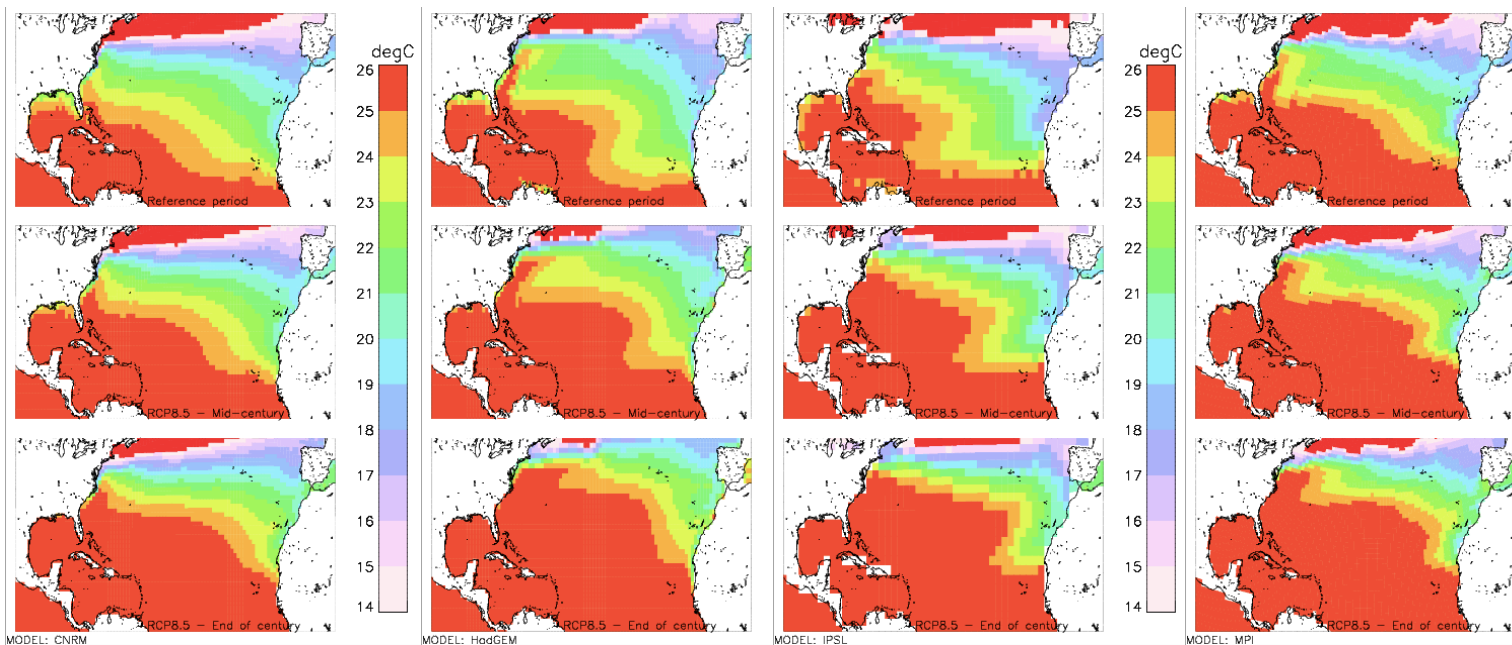 degC
26
25
24
23
22
21
20
19
18
17
16
15
14
Reference period
RCP8.5 – Mid-century
RCP8.5 – End of century
MODEL: CNRM
Reference period
RCP8.5 – Mid-century
RCP8.5 – End of century
MODEL: HadGEM
degC
26
25
24
23
22
21
20
19
18
17
16
15
14
Reference period
RCP8.5 – Mid-century
RCP8.5 – End of century
MODEL: IPSL
Reference period
RCP8.5 – Mid-century
RCP8.5 – End of century
MODEL: MPI